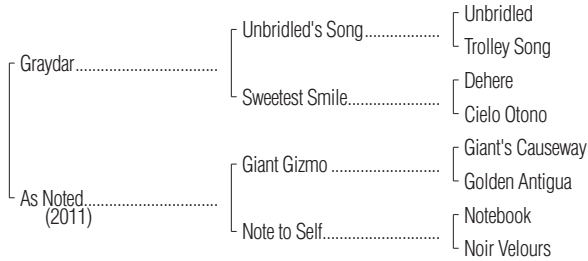 Unbridled
Unbridled's Song
Trolley Song
Graydar
Dehere
Sweetest Smile
Cielo Otono
Giant's Causeway
Giant Gizmo
Golden Antigua
As Noted
(2011)
Notebook
Note to Self
Noir Velours